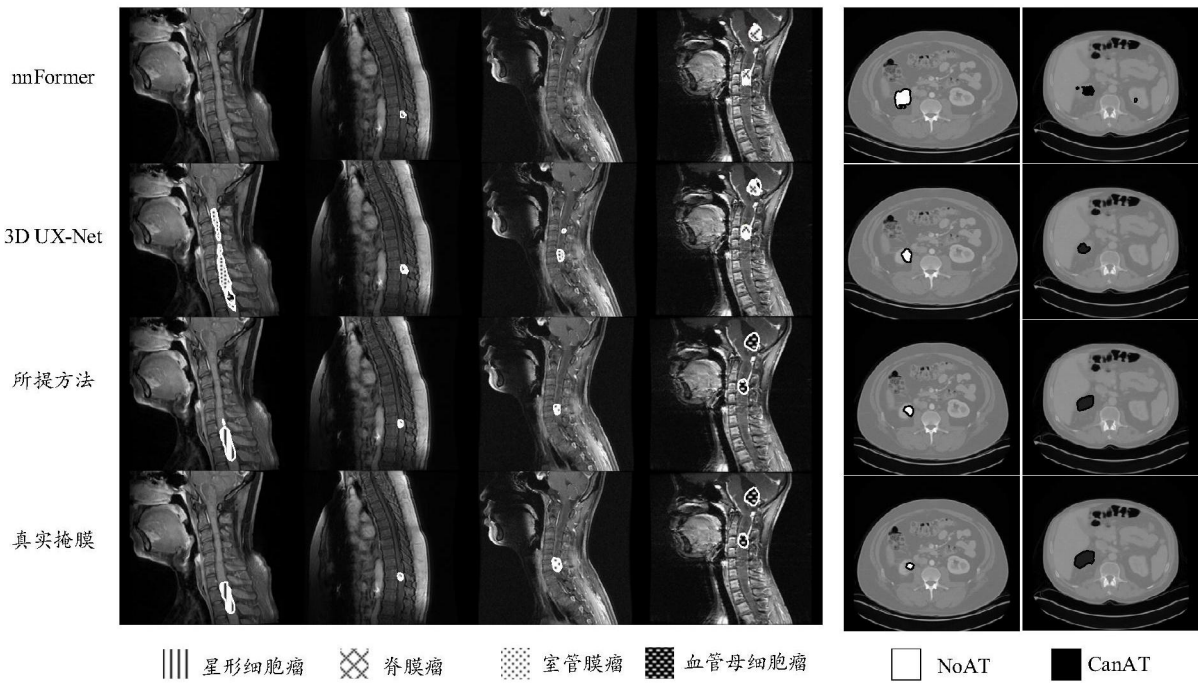 nnFormer
3D UX-Net
所提方法
真实掩膜
星形细胞瘤
脊膜瘤
室管膜瘤
血管母细胞瘤
NoAT
CanAT